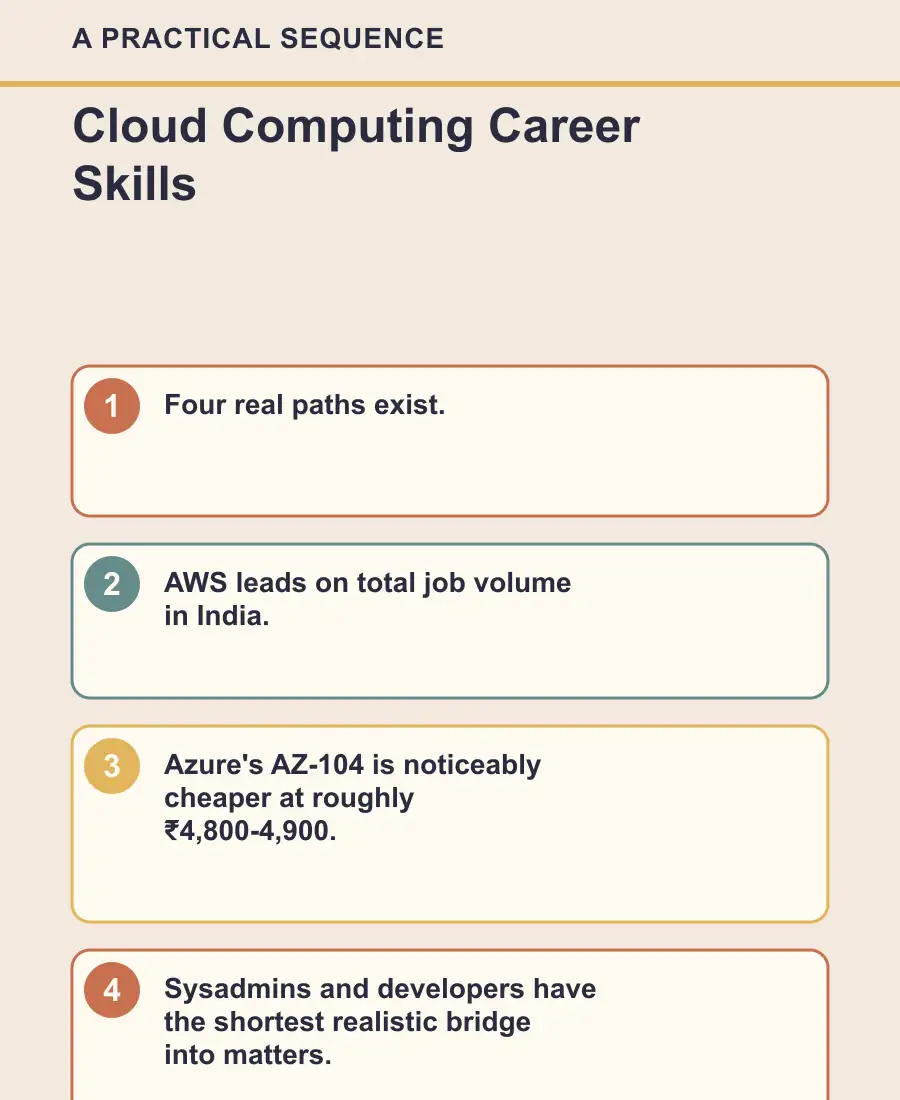 A PRACTICAL SEQUENCE
Cloud Computing Career
Skills
1
Four real paths exist.
2
AWS leads on total job volume
in India.
3
Azure's AZ-104 is noticeably
cheaper at roughly
₹4,800-4,900.
4
Sysadmins and developers have
the shortest realistic bridge
into matters.